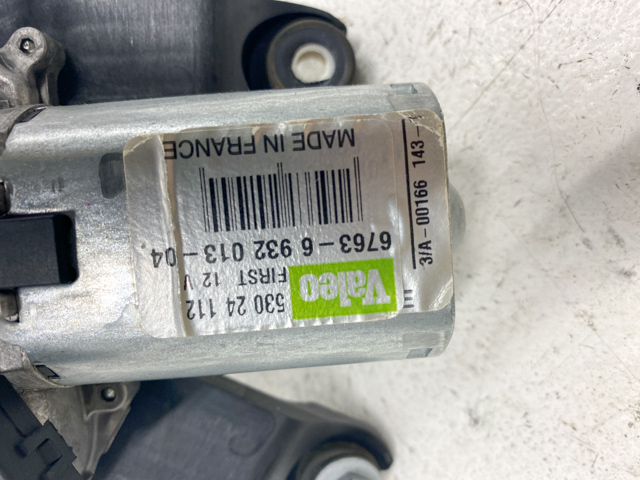 Valeo
530 24 112
FIRST 12 V
6763-6 932 013-04
MADE IN FRANCE
3/A-00166 143-